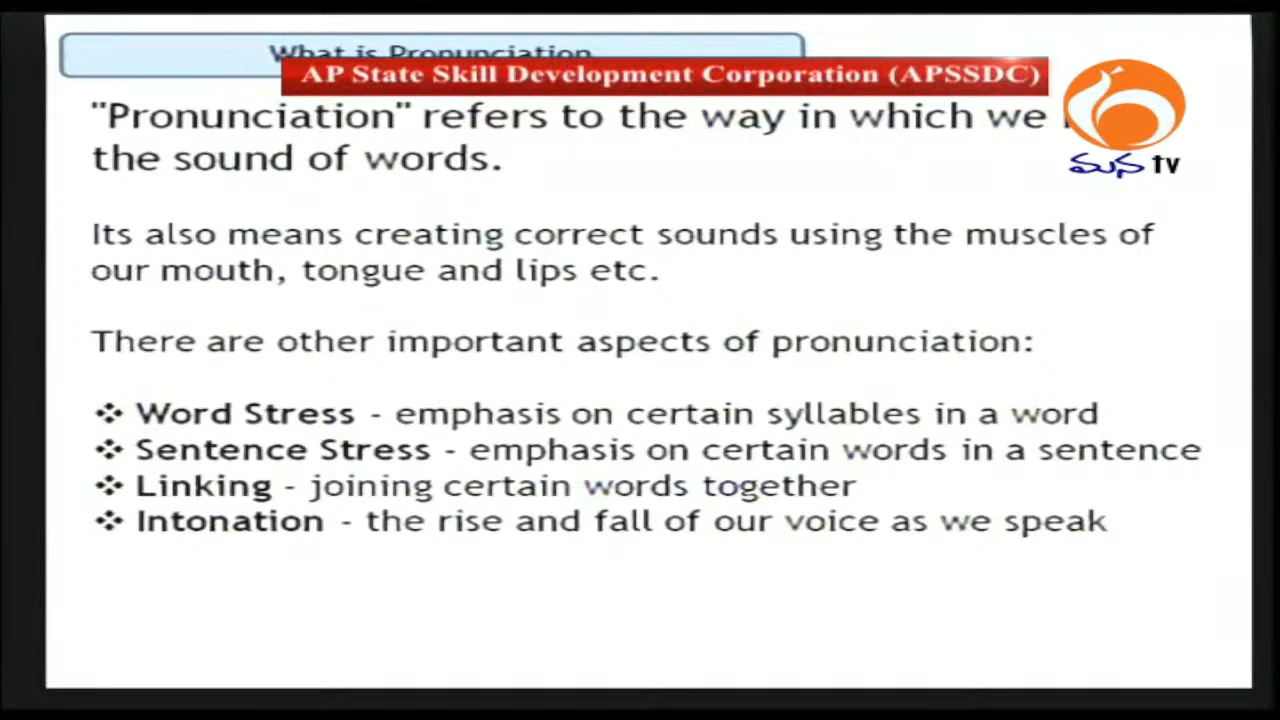 What is Pronunciation
AP State Skill Development Corporation (APSSDC)
"Pronunciation" refers to the way in which we
the sound of words.
మన tv
Its also means creating correct sounds using the muscles of
our mouth, tongue and lips etc.
There are other important aspects of pronunciation:
❖ Word Stress - emphasis on certain syllables in a word
❖ Sentence Stress - emphasis on certain words in a sentence
❖ Linking - joining certain words together
❖ Intonation - the rise and fall of our voice as we speak